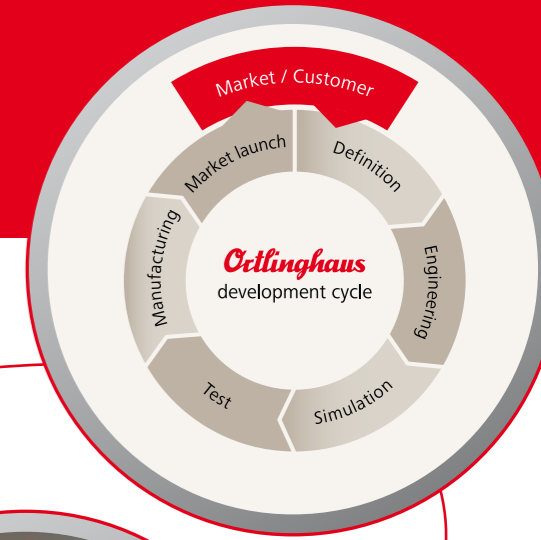 Market / Customer
Market launch
Definition
Manufacturing
Engineering
Test
Simulation
Ortlinghaus
development cycle